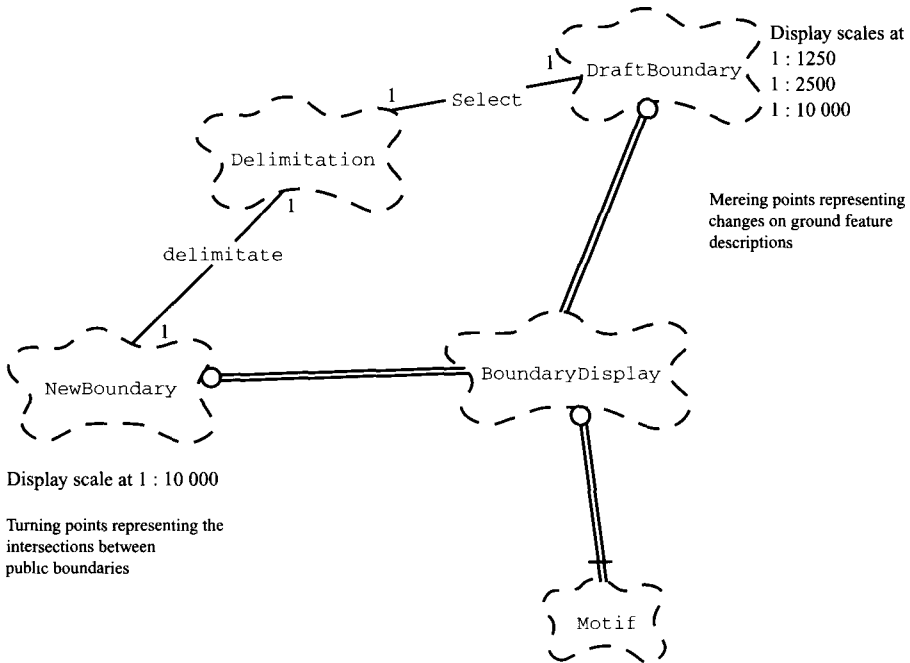 Display scales at
1 : 1250
1 : 2500
1 : 10 000
DraftBoundary
1
Select
1
Delimitation
1
Mereing points representing
changes on ground feature
descriptions
delimitate
1
NewBoundary
BoundaryDisplay
Display scale at 1 : 10 000
Turning points representing the
intersections between
public boundaries
Motif